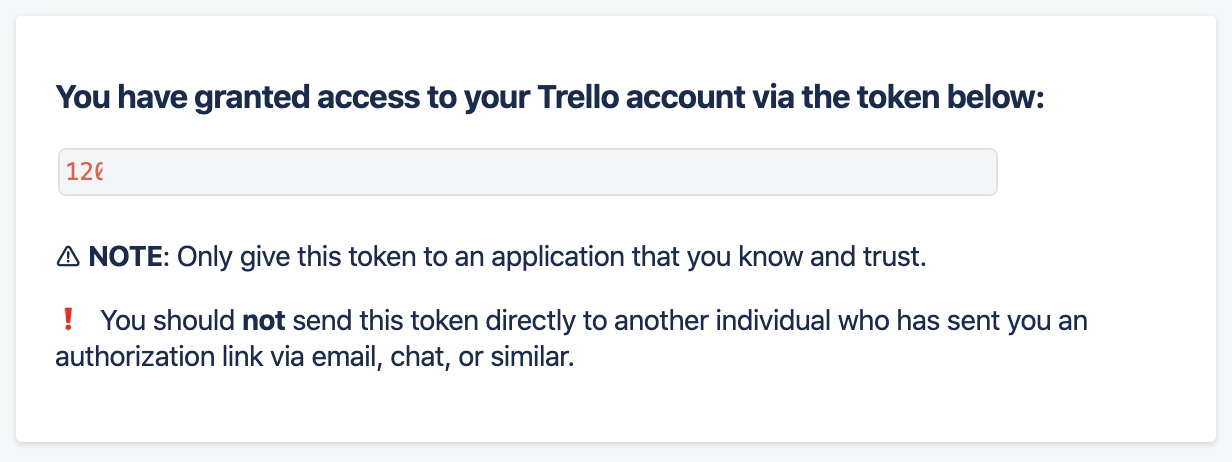 You have granted access to your Trello account via the token below:
120
⚠ NOTE: Only give this token to an application that you know and trust.
❗ You should not send this token directly to another individual who has sent you an
authorization link via email, chat, or similar.